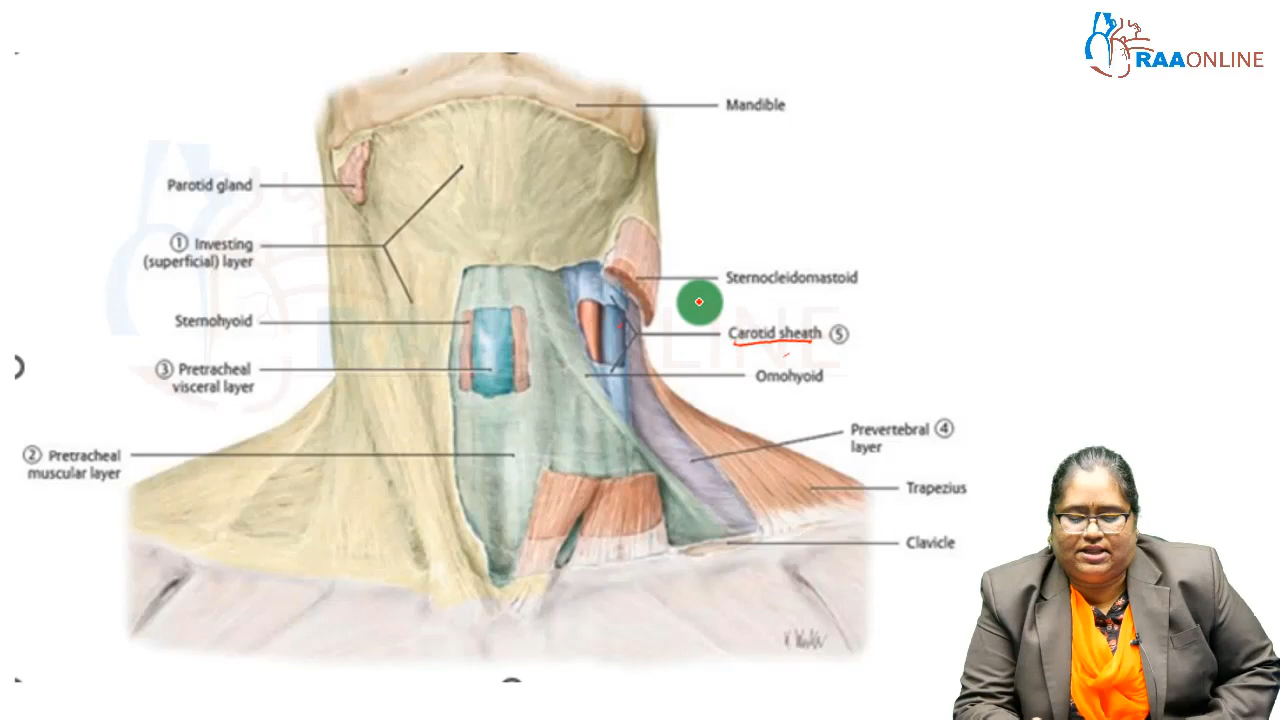 RAAONLINE
Mandible
Parotid gland
① Investing
(superficial) layer
Sternocleidomastoid
Sternohyoid
Carotid sheath ⑤
③ Pretracheal
visceral layer
Omohyoid
Prevertebral ④
layer
② Pretracheal
muscular layer
Trapezius
Clavicle